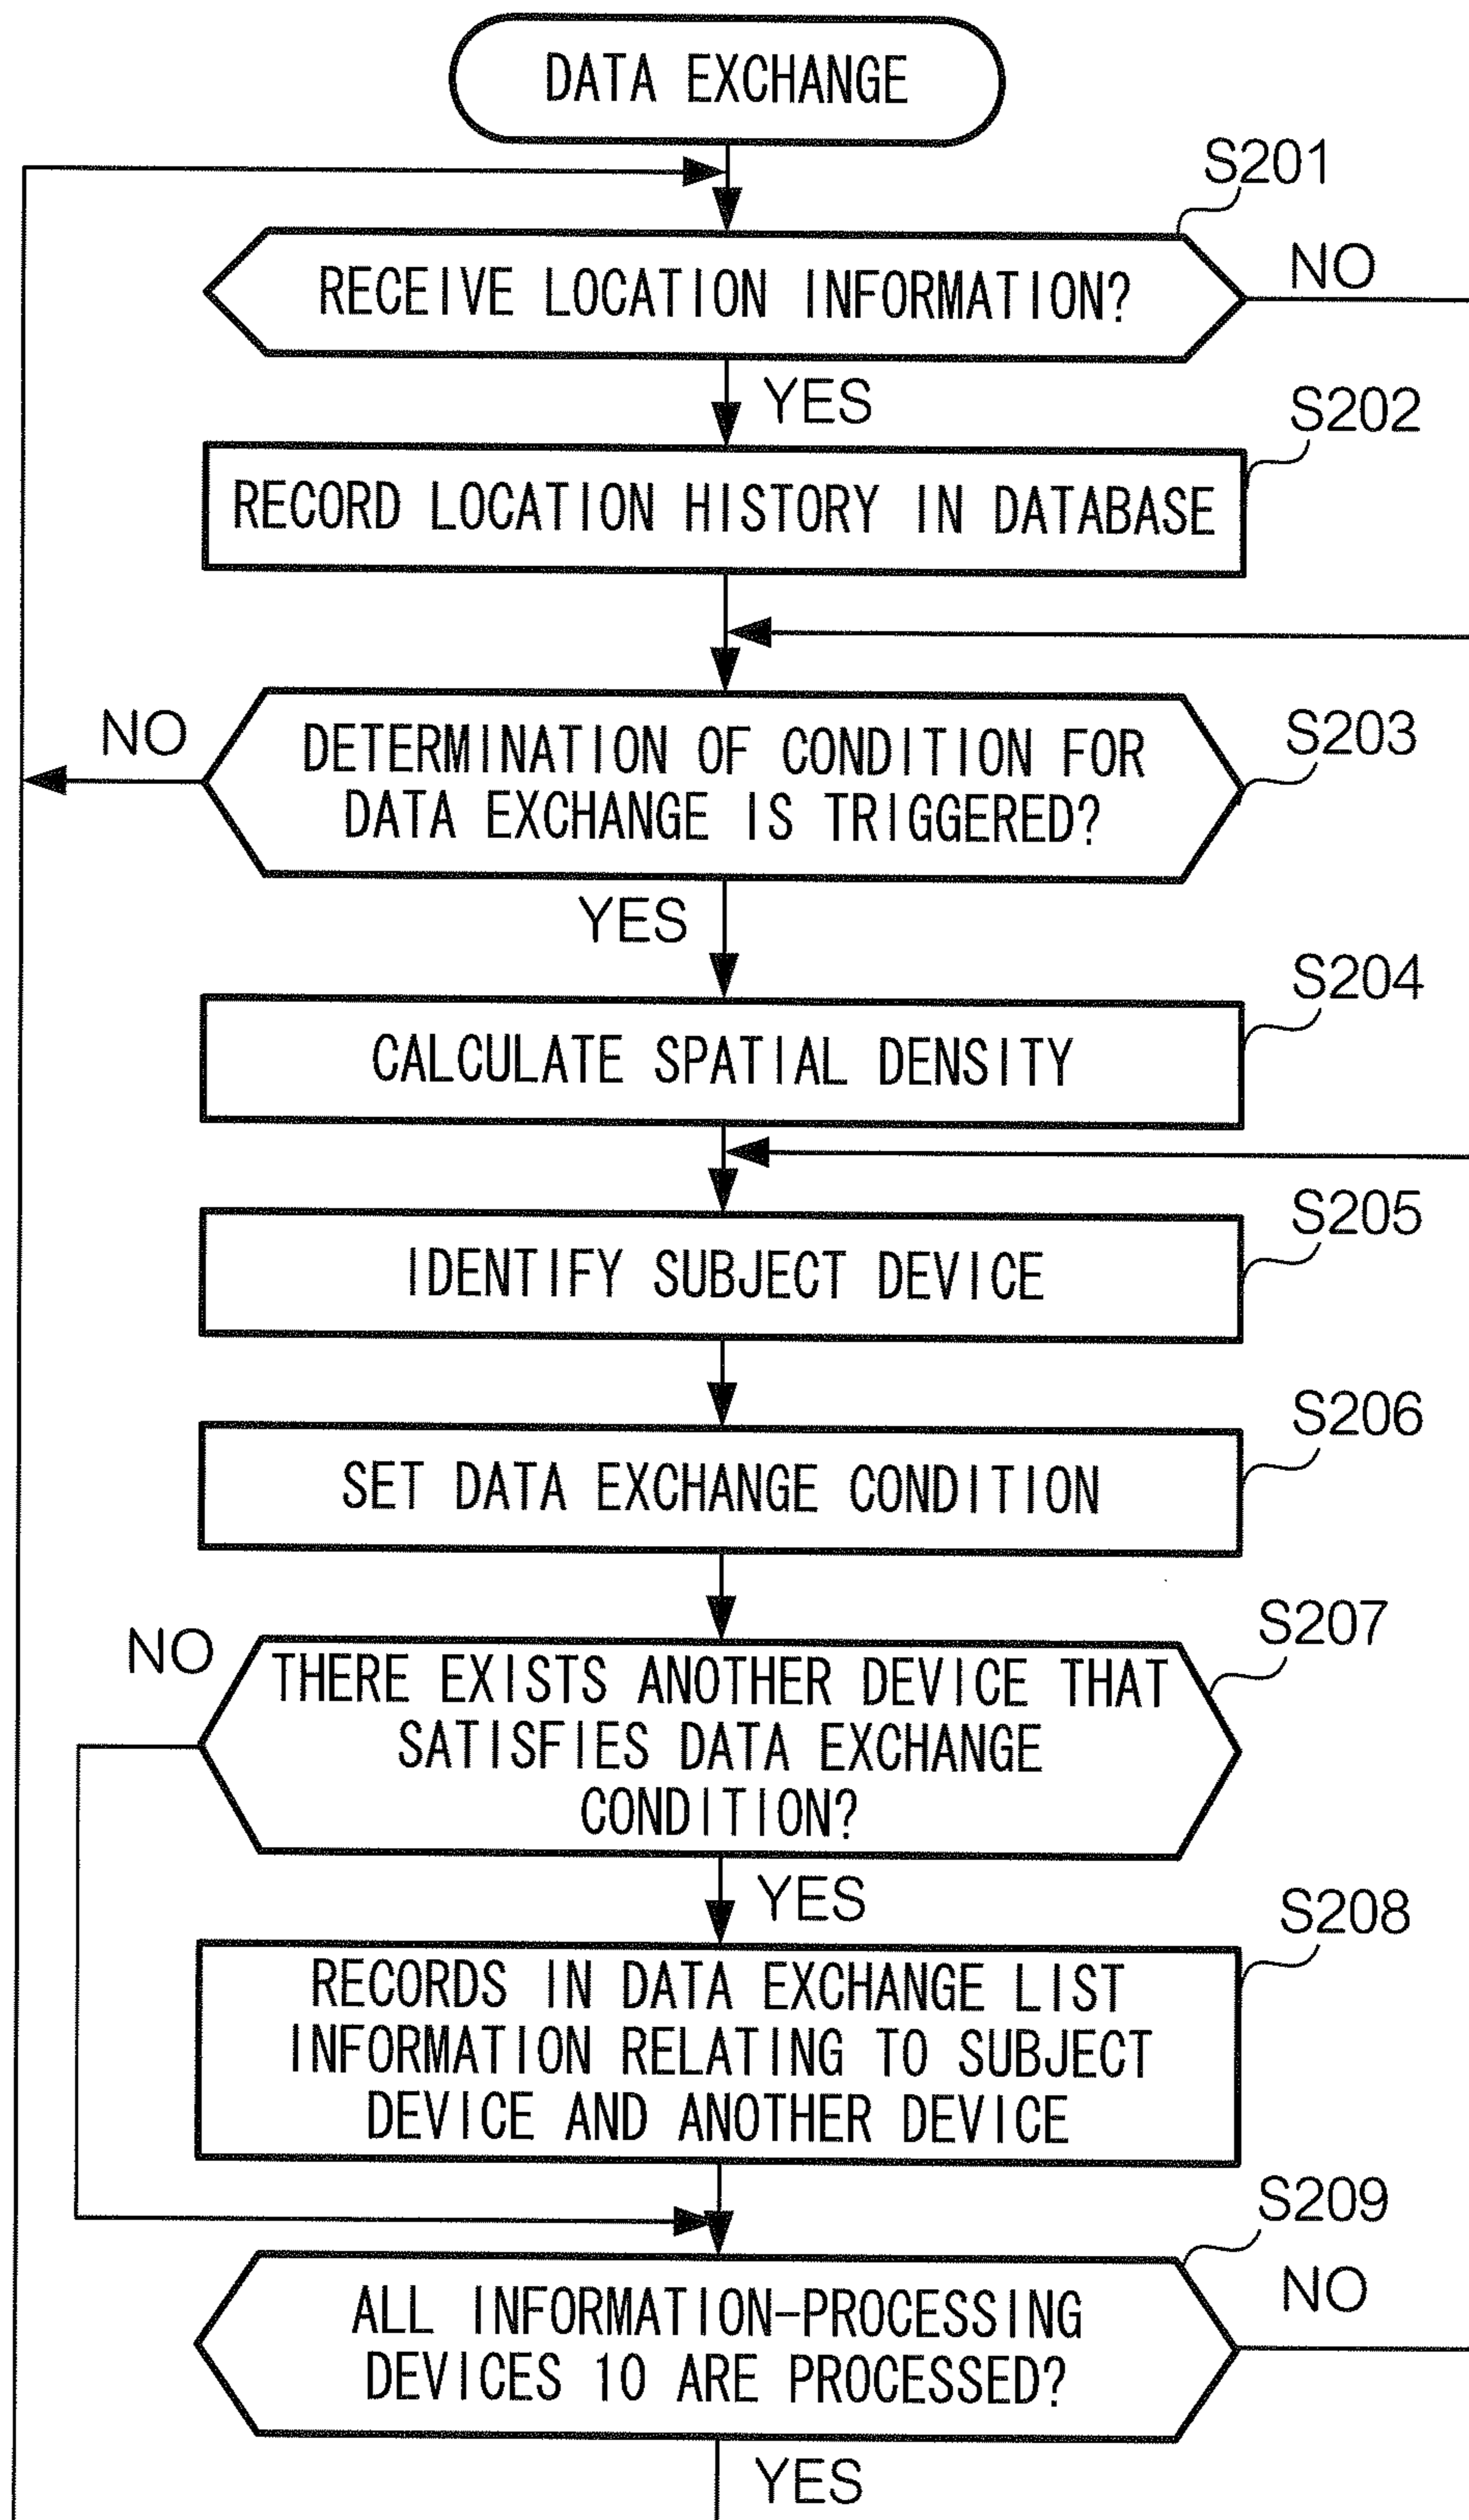 DATA EXCHANGE
S201
RECEIVE LOCATION INFORMATION?
NO
YES
S202
RECORD LOCATION HISTORY IN DATABASE
NO
DETERMINATION OF CONDITION FOR
DATA EXCHANGE IS TRIGGERED?
S203
YES
S204
CALCULATE SPATIAL DENSITY
S205
IDENTIFY SUBJECT DEVICE
S206
SET DATA EXCHANGE CONDITION
S207
NO
THERE EXISTS ANOTHER DEVICE THAT
SATISFIES DATA EXCHANGE
CONDITION?
YES
S208
RECORDS IN DATA EXCHANGE LIST
INFORMATION RELATING TO SUBJECT
DEVICE AND ANOTHER DEVICE
S209
NO
ALL INFORMATION-PROCESSING
DEVICES 10 ARE PROCESSED?
YES